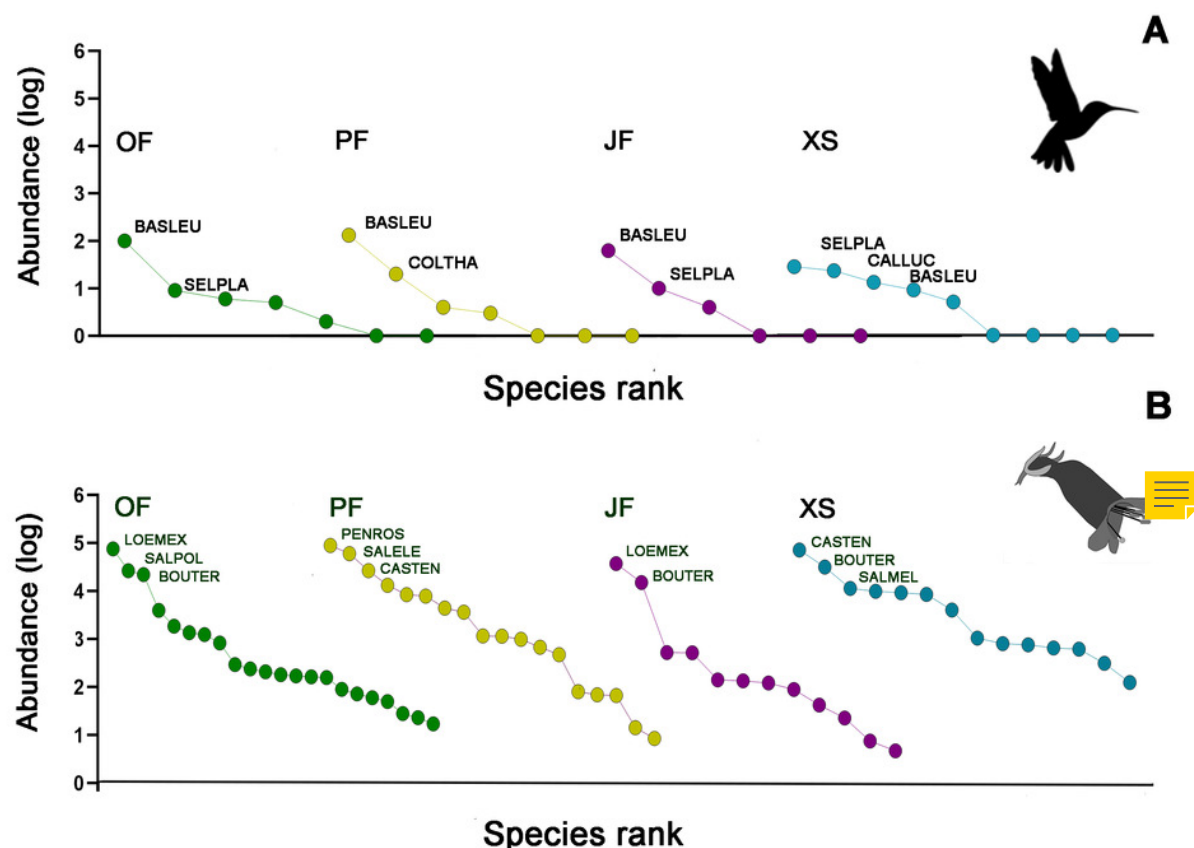 A
Abundance (log)
6
5
4
3
2
1
0
OF
PF
JF
XS
BASLEU
SELPLA
BASLEU
COLTHA
BASLEU
SELPLA
SELPLA
CALLUC
BASLEU
Species rank
B
Abundance (log)
6
5
4
3
2
1
0
OF
PF
JF
XS
LOEMEX
SALPOL
BOUTER
PENROS
SALELE
CASTEN
LOEMEX
BOUTER
CASTEN
BOUTER
SALMEL
Species rank